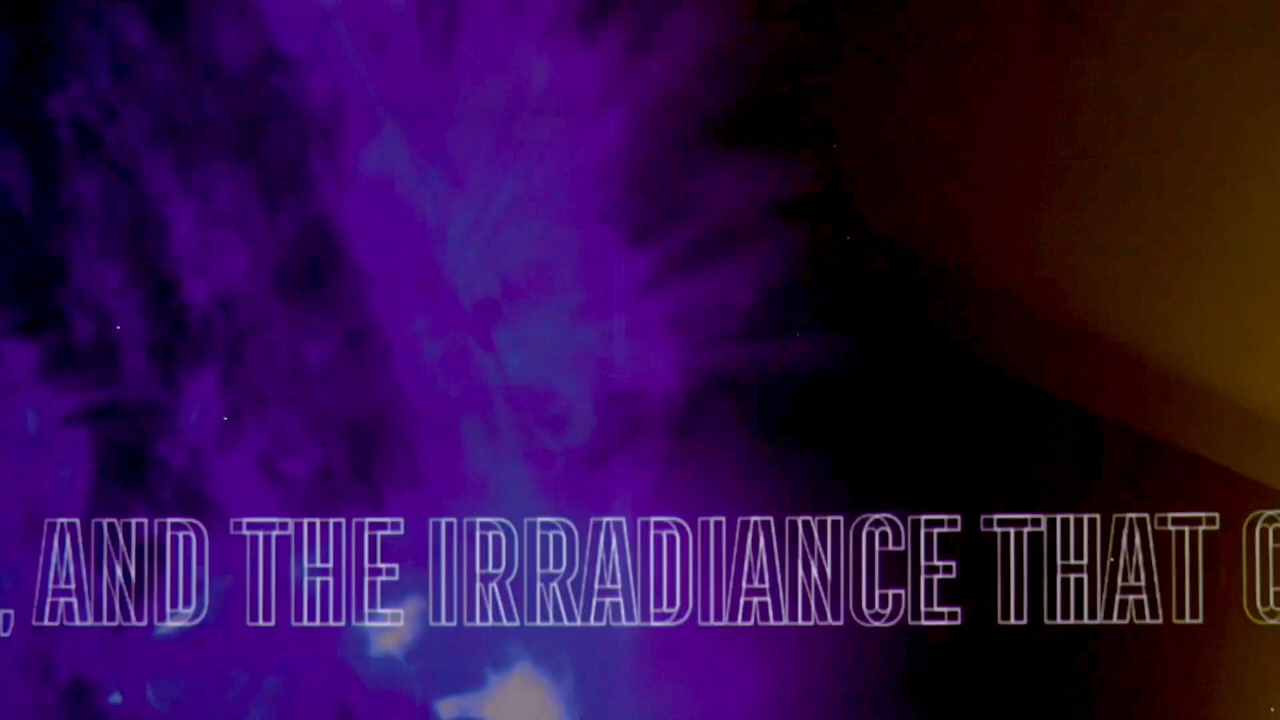 , AND THE IRRADIANCE THAT